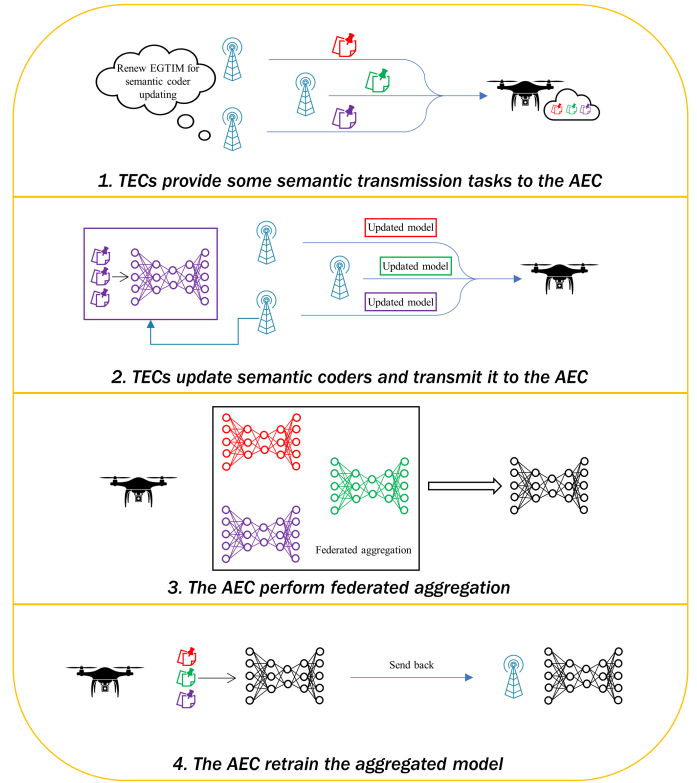 Renew EGTIM for
semantic coder
updating
1. TECs provide some semantic transmission tasks to the AEC
Updated model
Updated model
Updated model
2. TECs update semantic coders and transmit it to the AEC
Federated aggregation
3. The AEC perform federated aggregation
Send back
4. The AEC retrain the aggregated model